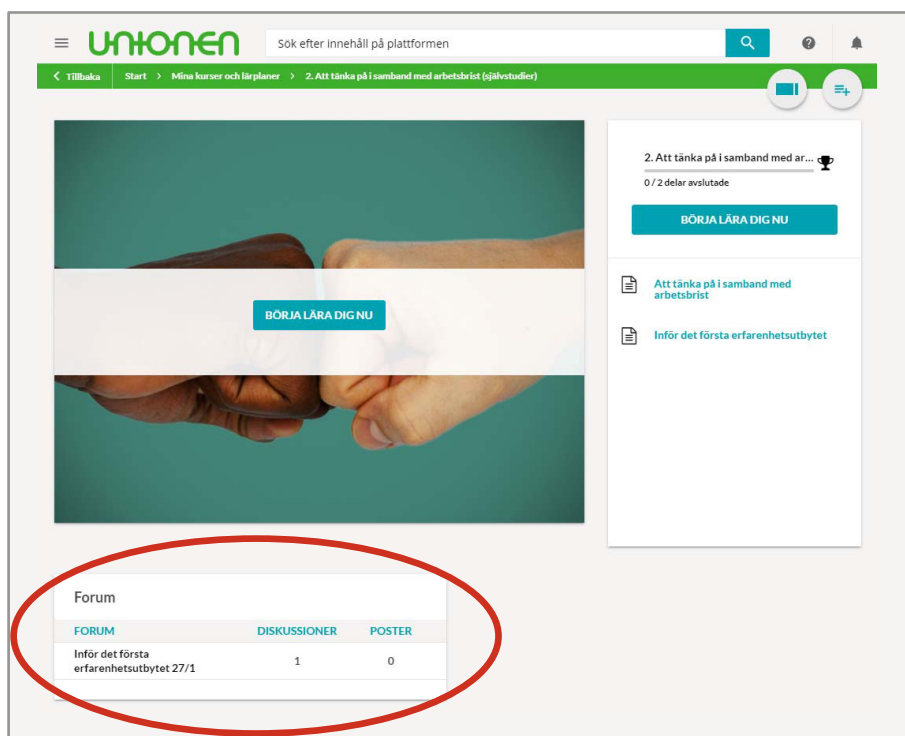 unionen
Sök efter innehåll på plattformen
Tillbaka Start > Mina kurser och lärplaner > 2. Att tänka på i samband med arbetsbrist (självstudier)
BÖRJA LÄRA DIG NU
2. Att tänka på i samband med ar...
0 / 2 delar avslutade
BÖRJA LÄRA DIG NU
Att tänka på i samband med
arbetsbrist
Inför det första erfarenhetsutbytet
Forum
FORUM DISKUSSIONER POSTER
Inför det första
erfarenhetsutbytet 27/1 1 0